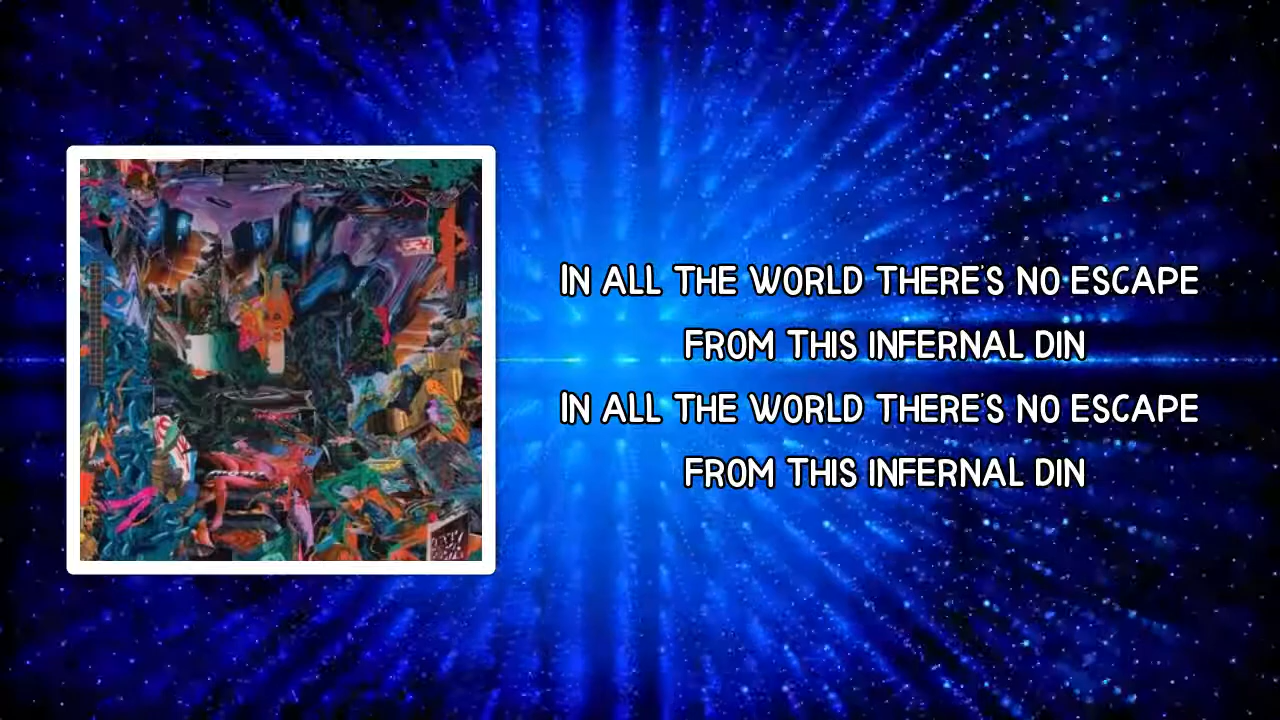 IN ALL THE WORLD THERE'S NO ESCAPE
FROM THIS INFERNAL DIN
IN ALL THE WORLD THERE'S NO ESCAPE
FROM THIS INFERNAL DIN